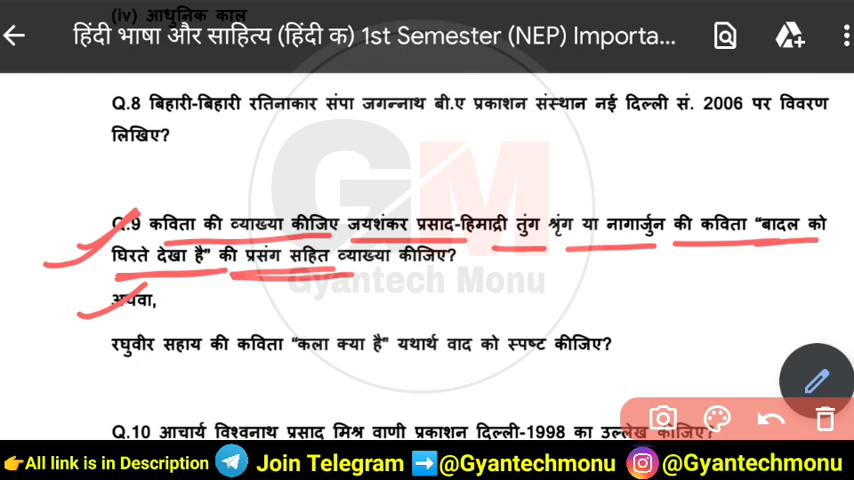 (iv) आधुनिक काल
हिंदी भाषा और साहित्य (हिंदी क) 1st Semester (NEP) Importa...
Q.8 बिहारी-बिहारी रतिनाकार संपा जगन्नाथ बी.ए प्रकाशन संस्थान नई दिल्ली सं. 2006 पर विवरण
लिखिए?
Q.9 कविता की व्याख्या कीजिए जयशंकर प्रसाद-हिमाद्री तुंग श्रृंग या नागार्जुन की कविता “बादल को
घिरते देखा है” की प्रसंग सहित व्याख्या कीजिए?
Gyantech Monu
अथवा,
रघुवीर सहाय की कविता “कला क्या है” यथार्थ वाद को स्पष्ट कीजिए?
Q.10 आचार्य विश्वनाथ प्रसाद मिश्र वाणी प्रकाशन दिल्ली-1998 का उल्लेख कीजिए?
All link is in Description Join Telegram @Gyantechmonu @Gyantechmonu